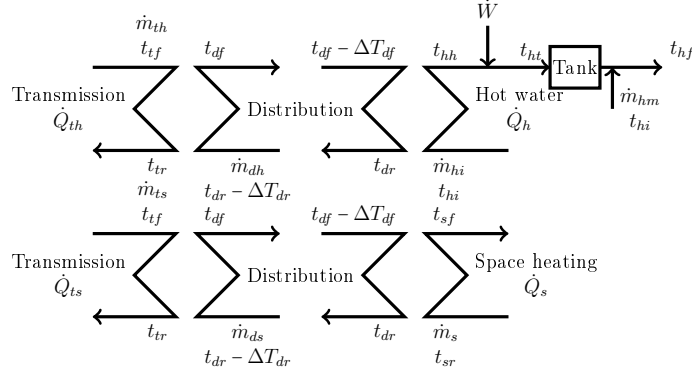 Ẇ
ṁ_th
t_tf t_df t_df − ΔT_df t_hh t_ht Tank t_hf
Transmission Distribution Hot water ṁ_hm
Q̇_th Q̇_h t_hi
t_tr ṁ_dh t_dr ṁ_hi
ṁ_ts t_dr − ΔT_dr t_hi
t_tf t_df t_df − ΔT_df t_sf
Transmission Distribution Space heating
Q̇_ts Q̇_s
t_tr ṁ_ds t_dr ṁ_s
t_dr − ΔT_dr t_sr